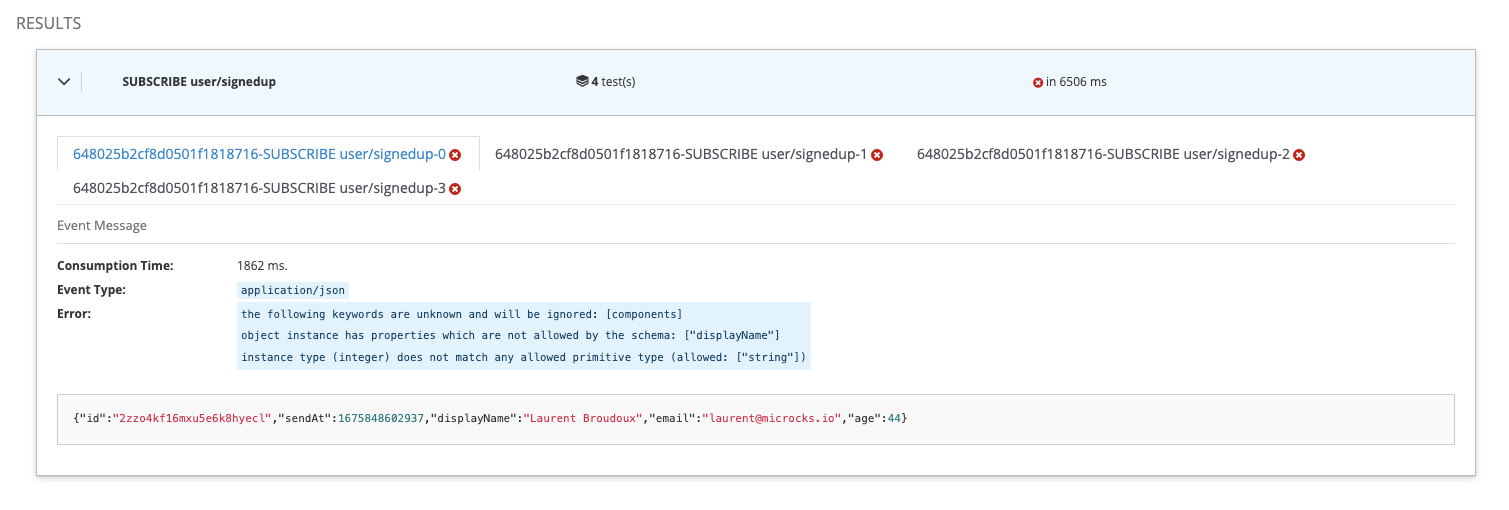 RESULTS
SUBSCRIBE user/signedup 4 test(s) in 6506 ms
648025b2cf8d0501f1818716-SUBSCRIBE user/signedup-0 648025b2cf8d0501f1818716-SUBSCRIBE user/signedup-1 648025b2cf8d0501f1818716-SUBSCRIBE user/signedup-2
648025b2cf8d0501f1818716-SUBSCRIBE user/signedup-3
Event Message
Consumption Time: 1862 ms.
Event Type: application/json
Error: the following keywords are unknown and will be ignored: [components]
object instance has properties which are not allowed by the schema: ["displayName"]
instance type (integer) does not match any allowed primitive type (allowed: ["string"])
{"id":"2zzo4kf16mxu5e6k8hyecl","sendAt":1675848602937,"displayName":"Laurent Broudoux","email":"laurent@microcks.io","age":44}